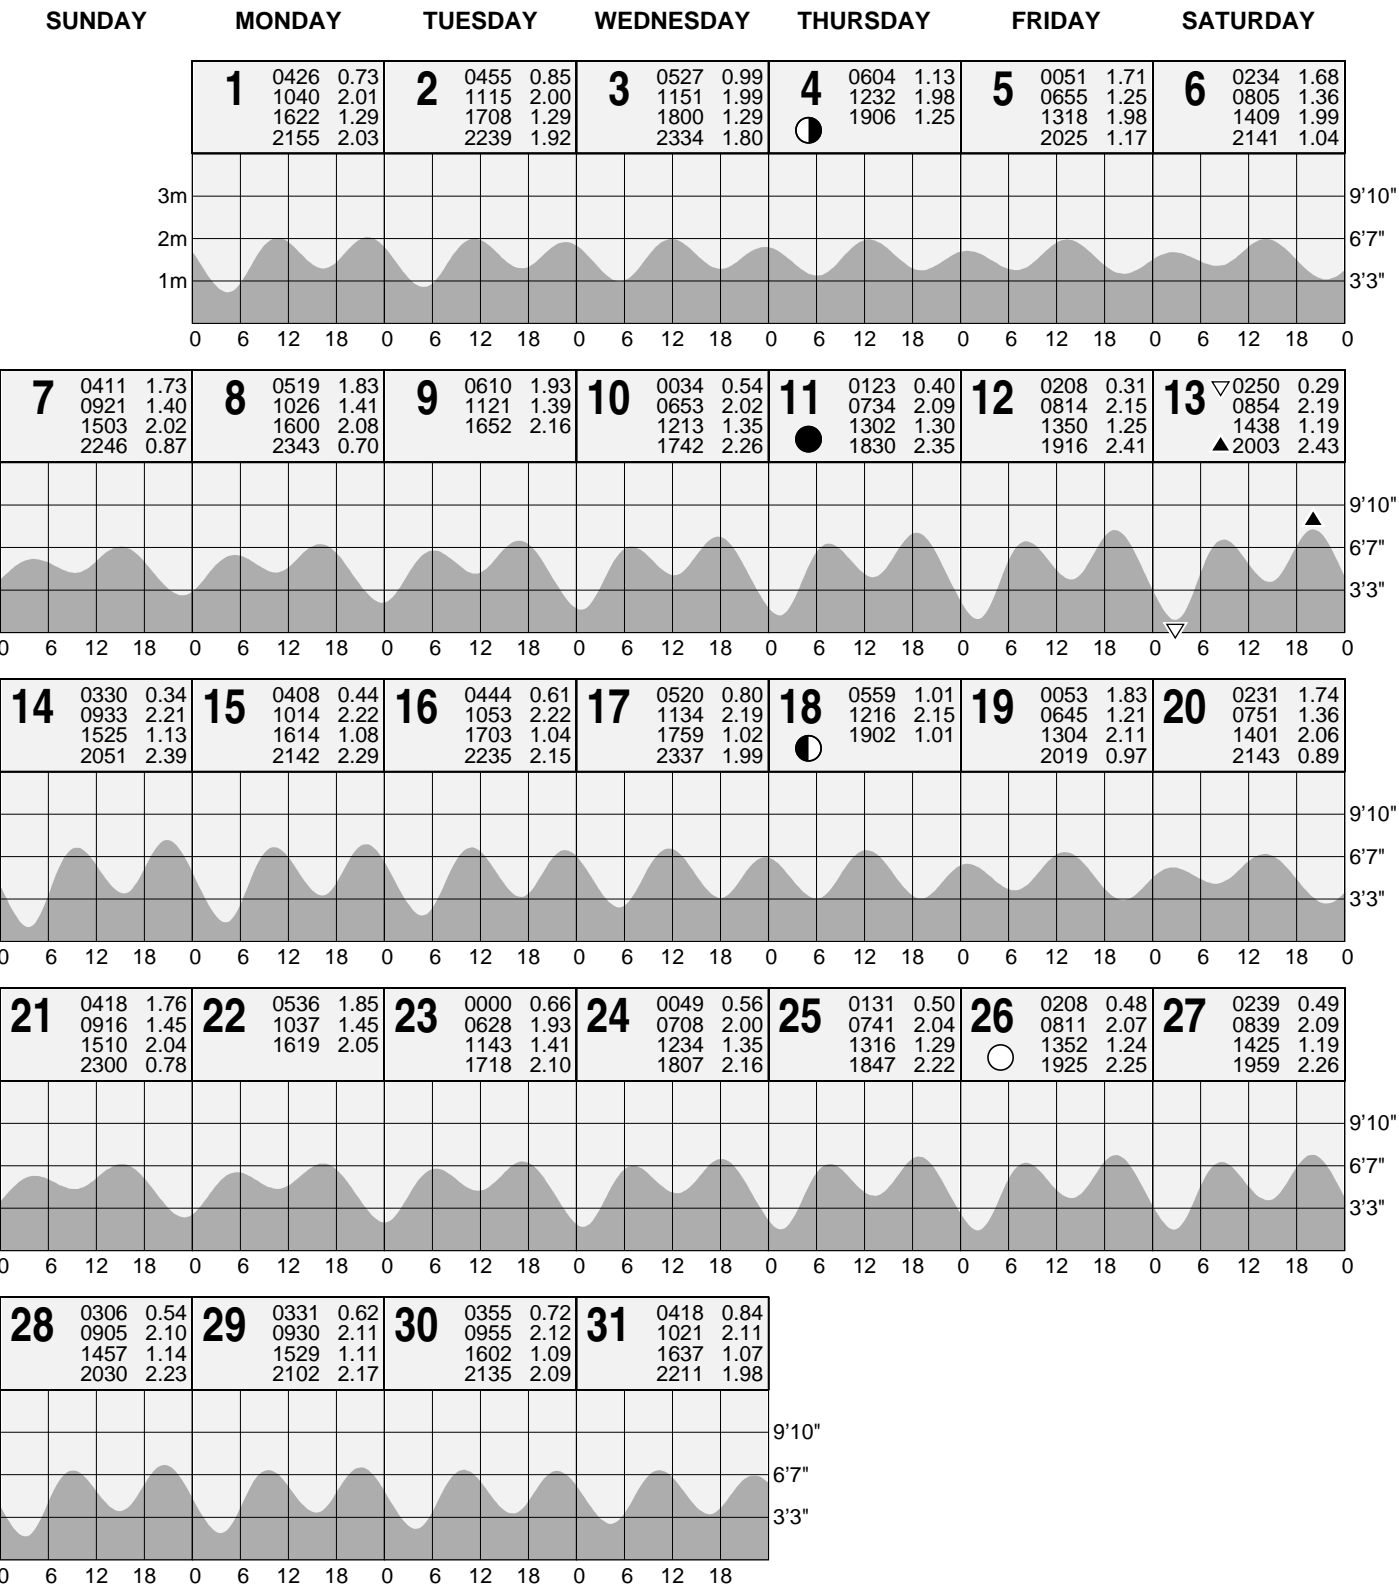 SUNDAY MONDAY TUESDAY WEDNESDAY THURSDAY FRIDAY SATURDAY
1 0426 0.73
1040 2.01
1622 1.29
2155 2.03
2 0455 0.85
1115 2.00
1708 1.29
2239 1.92
3 0527 0.99
1151 1.99
1800 1.29
2334 1.80
4 0604 1.13
1232 1.98
1906 1.25
5 0051 1.71
0655 1.25
1318 1.98
2025 1.17
6 0234 1.68
0805 1.36
1409 1.99
2141 1.04
3m 9'10"
2m 6'7"
1m 3'3"
0 6 12 18 0 6 12 18 0 6 12 18 0 6 12 18 0 6 12 18 0 6 12 18 0
7 0411 1.73
0921 1.40
1503 2.02
2246 0.87
8 0519 1.83
1026 1.41
1600 2.08
2343 0.70
9 0610 1.93
1121 1.39
1652 2.16
10 0034 0.54
0653 2.02
1213 1.35
1742 2.26
11 0123 0.40
0734 2.09
1302 1.30
1830 2.35
12 0208 0.31
0814 2.15
1350 1.25
1916 2.41
13 0250 0.29
0854 2.19
1438 1.19
2003 2.43
9'10"
6'7"
3'3"
0 6 12 18 0 6 12 18 0 6 12 18 0 6 12 18 0 6 12 18 0 6 12 18 0 6 12 18 0
14 0330 0.34
0933 2.21
1525 1.13
2051 2.39
15 0408 0.44
1014 2.22
1614 1.08
2142 2.29
16 0444 0.61
1053 2.22
1703 1.04
2235 2.15
17 0520 0.80
1134 2.19
1759 1.02
2337 1.99
18 0559 1.01
1216 2.15
1902 1.01
19 0053 1.83
0645 1.21
1304 2.11
2019 0.97
20 0231 1.74
0751 1.36
1401 2.06
2143 0.89
9'10"
6'7"
3'3"
0 6 12 18 0 6 12 18 0 6 12 18 0 6 12 18 0 6 12 18 0 6 12 18 0 6 12 18 0
21 0418 1.76
0916 1.45
1510 2.04
2300 0.78
22 0536 1.85
1037 1.45
1619 2.05
23 0000 0.66
0628 1.93
1143 1.41
1718 2.10
24 0049 0.56
0708 2.00
1234 1.35
1807 2.16
25 0131 0.50
0741 2.04
1316 1.29
1847 2.22
26 0208 0.48
0811 2.07
1352 1.24
1925 2.25
27 0239 0.49
0839 2.09
1425 1.19
1959 2.26
9'10"
6'7"
3'3"
0 6 12 18 0 6 12 18 0 6 12 18 0 6 12 18 0 6 12 18 0 6 12 18 0 6 12 18 0
28 0306 0.54
0905 2.10
1457 1.14
2030 2.23
29 0331 0.62
0930 2.11
1529 1.11
2102 2.17
30 0355 0.72
0955 2.12
1602 1.09
2135 2.09
31 0418 0.84
1021 2.11
1637 1.07
2211 1.98
9'10"
6'7"
3'3"
0 6 12 18 0 6 12 18 0 6 12 18 0 6 12 18